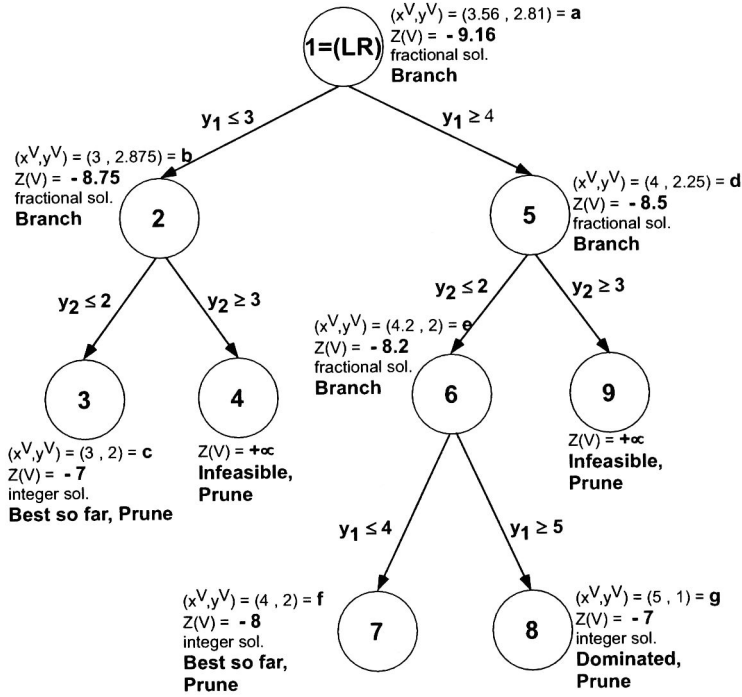 1=(LR)
(x^V,y^V) = (3.56 , 2.81) = a
Z(V) = - 9.16
fractional sol.
Branch
y₁ ≤ 3
y₁ ≥ 4
(x^V,y^V) = (3 , 2.875) = b
Z(V) = - 8.75
fractional sol.
Branch
2
5
(x^V,y^V) = (4 , 2.25) = d
Z(V) = - 8.5
fractional sol.
Branch
y₂ ≤ 2
y₂ ≥ 3
y₂ ≤ 2
y₂ ≥ 3
(x^V,y^V) = (4.2 , 2) = e
Z(V) = - 8.2
fractional sol.
Branch
3
4
6
9
(x^V,y^V) = (3 , 2) = c
Z(V) = - 7
integer sol.
Best so far, Prune
Z(V) = +∝
Infeasible,
Prune
Z(V) = +∝
Infeasible,
Prune
y₁ ≤ 4
y₁ ≥ 5
(x^V,y^V) = (4 , 2) = f
Z(V) = - 8
integer sol.
Best so far,
Prune
7
8
(x^V,y^V) = (5 , 1) = g
Z(V) = - 7
integer sol.
Dominated,
Prune